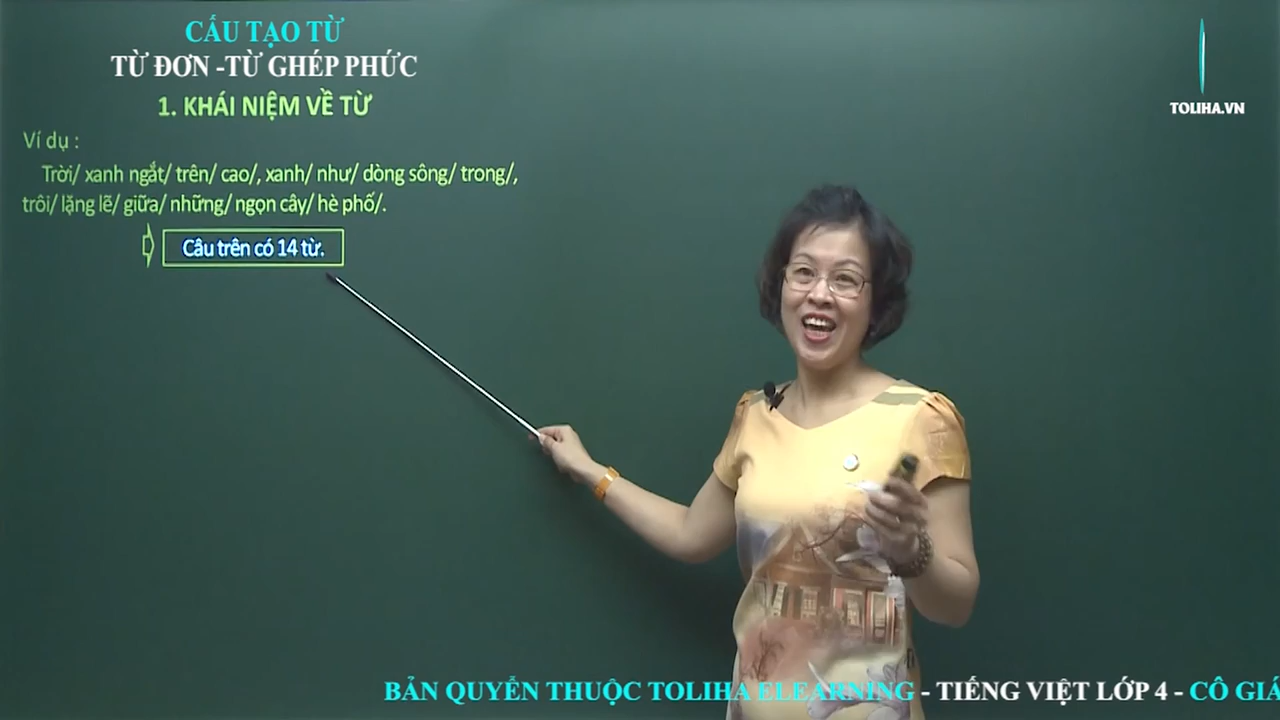 CẤU TẠO TỪ
TỪ ĐƠN -TỪ GHÉP PHỨC
1. KHÁI NIỆM VỀ TỪ
Ví dụ :
Trời/ xanh ngắt/ trên/ cao/, xanh/ như/ dòng sông/ trong/,
trôi/ lặng lẽ/ giữa/ những/ ngọn cây/ hè phố/.
Câu trên có 14 từ.
TOLIHA.VN
BẢN QUYỂN THUỘC TOLIHA ELEARNING - TIẾNG VIỆT LỚP 4 - CÔ GIÁ